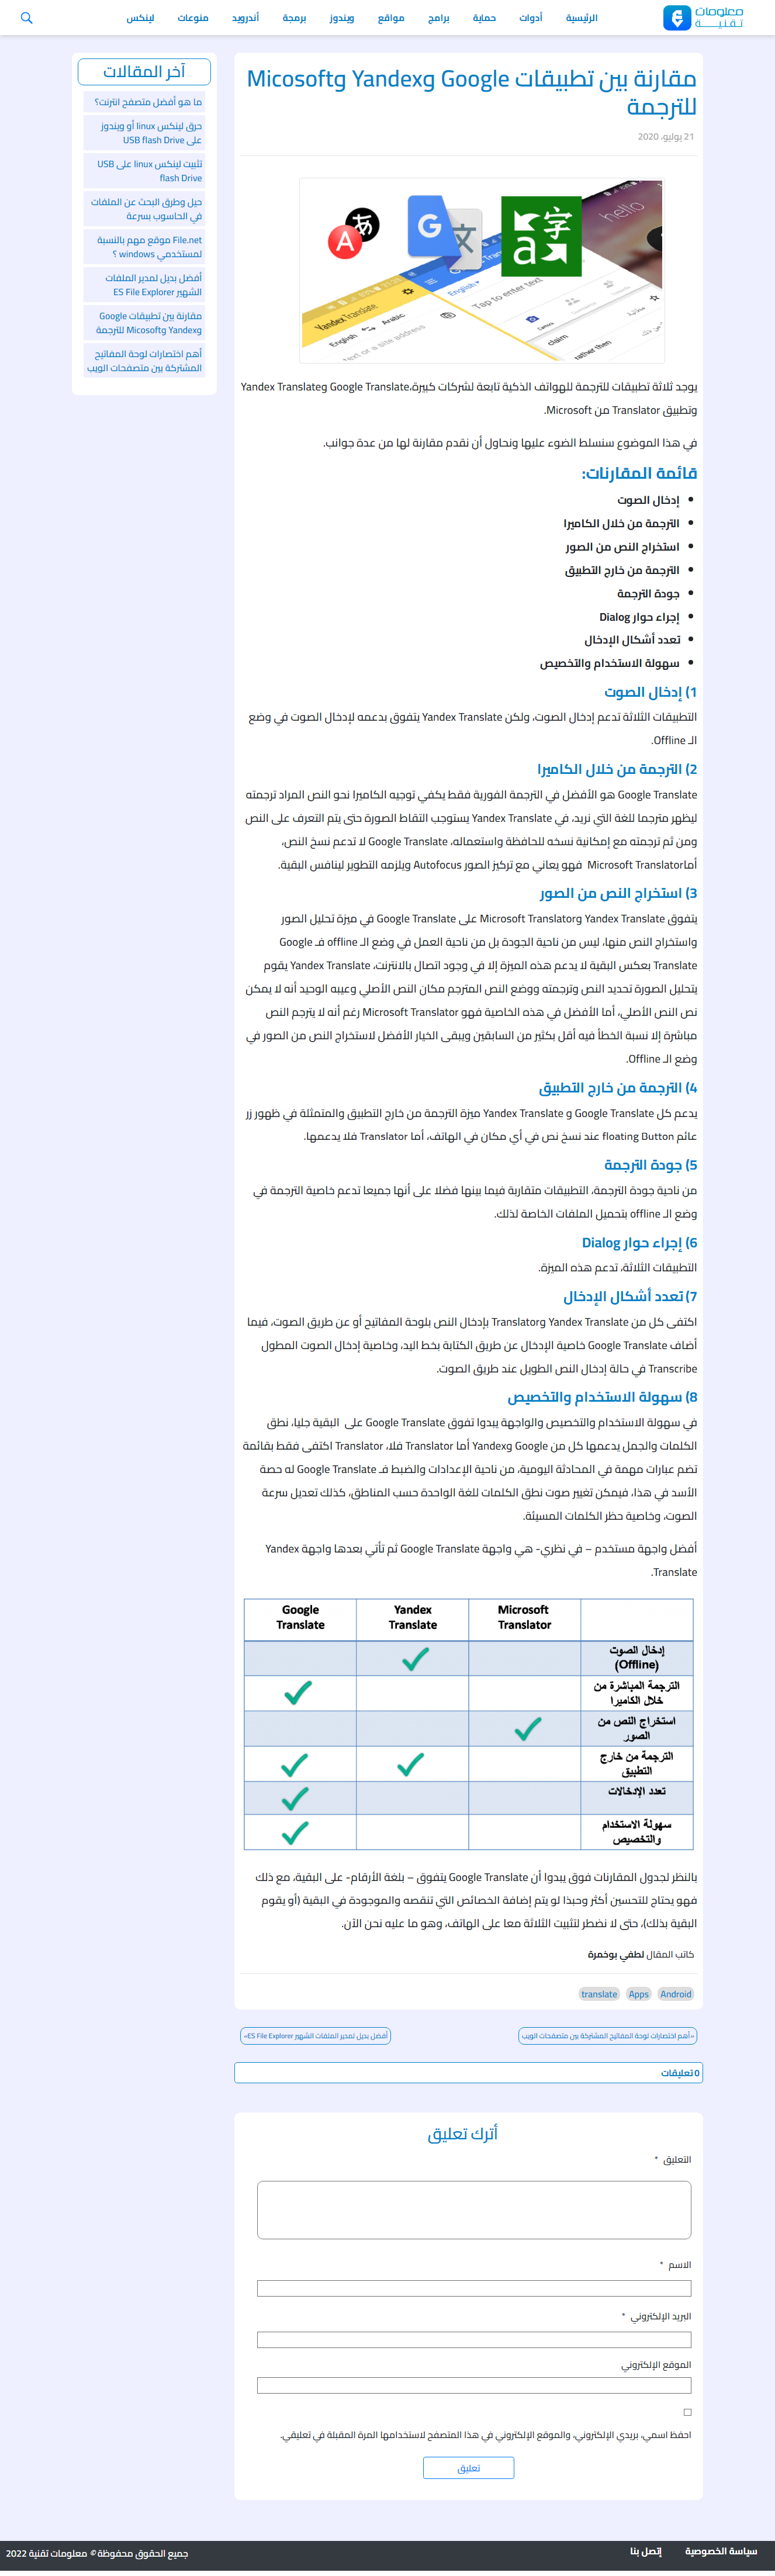 معلومات
تـقـنيـــة
الرئيسية
أدوات
حماية
برامج
مواقع
ويندوز
برمجة
أندرويد
منوعات
لينكس
مقارنة بين تطبيقات Google وYandex وMicosoft
للترجمة
21 يوليو، 2020
hello
English
Yandex Translate
English
Arabic
text or a site address
Tap to enter text
Camera
claim
rather then
يوجد ثلاثة تطبيقات للترجمة للهواتف الذكية تابعة لشركات كبيرة،Google Translate وYandex Translate
وتطبيق Translator من Microsoft.
في هذا الموضوع سنسلط الضوء عليها ونحاول أن نقدم مقارنة لها من عدة جوانب.
قائمة المقارنات:
إدخال الصوت
الترجمة من خلال الكاميرا
استخراج النص من الصور
الترجمة من خارج التطبيق
جودة الترجمة
إجراء حوار Dialog
تعدد أشكال الإدخال
سهولة الاستخدام والتخصيص
1) إدخال الصوت
التطبيقات الثلاثة تدعم إدخال الصوت، ولكن Yandex Translate يتفوق بدعمه لإدخال الصوت في وضع
الـ Offline.
2) الترجمة من خلال الكاميرا
Google Translate هو الأفضل في الترجمة الفورية فقط يكفي توجيه الكاميرا نحو النص المراد ترجمته
ليظهر مترجما للغة التي نريد، في Yandex Translate يستوجب التقاط الصورة حتى يتم التعرف على النص
ومن ثم ترجمته مع إمكانية نسخه للحافظة واستعماله، Google Translate لا تدعم نسخ النص،
أماMicrosoft Translator فهو يعاني مع تركيز الصور Autofocus ويلزمه التطوير لينافس البقية.
3) استخراج النص من الصور
يتفوق Yandex Translate وMicrosoft Translator على Google Translate في ميزة تحليل الصور
واستخراج النص منها، ليس من ناحية الجودة بل من ناحية العمل في وضع الـ offline فـ Google
Translate بعكس البقية لا يدعم هذه الميزة إلا في وجود اتصال بالانترنت، Yandex Translate يقوم
بتحليل الصورة تحديد النص وترجمته ووضع النص المترجم مكان النص الأصلي وعيبه الوحيد أنه لا يمكن
نص النص الأصلي، أما الأفضل في هذه الخاصية فهو Microsoft Translator رغم أنه لا يترجم النص
مباشرة إلا نسبة الخطأ فيه أقل بكثير من السابقين ويبقى الخيار الأفضل لاستخراج النص من الصور في
وضع الـ Offline.
4) الترجمة من خارج التطبيق
يدعم كل Google Translate و Yandex Translate ميزة الترجمة من خارج التطبيق والمتمثلة في ظهور زر
عائم floating Button عند نسخ نص في أي مكان في الهاتف، أما Translator فلا يدعمها.
5) جودة الترجمة
من ناحية جودة الترجمة، التطبيقات متقاربة فيما بينها فضلا على أنها جميعا تدعم خاصية الترجمة في
وضع الـ offline بتحميل الملفات الخاصة لذلك.
6) إجراء حوار Dialog
التطبيقات الثلاثة، تدعم هذه الميزة.
7) تعدد أشكال الإدخال
اكتفى كل من Yandex Translate وTranslator بإدخال النص بلوحة المفاتيح أو عن طريق الصوت، فيما
أضاف Google Translate خاصية الإدخال عن طريق الكتابة بخط اليد، وخاصية إدخال الصوت المطول
Transcribe في حالة إدخال النص الطويل عند طريق الصوت.
8) سهولة الاستخدام والتخصيص
في سهولة الاستخدام والتخصيص والواجهة يبدوا تفوق Google Translate على البقية جليا، نطق
الكلمات والجمل يدعمها كل من Google وYandex أما Translator فلا، Translator اكتفى فقط بقائمة
تضم عبارات مهمة في المحادثة اليومية، من ناحية الإعدادات والضبط فـ Google Translate له حصة
الأسد في هذا، فيمكن تغيير صوت نطق الكلمات للغة الواحدة حسب المناطق، كذلك تعديل سرعة
الصوت، وخاصية حظر الكلمات المسيئة.
أفضل واجهة مستخدم – في نظري- هي واجهة Google Translate ثم تأتي بعدها واجهة Yandex
Translate.
Microsoft Translator
Yandex Translate
Google Translate
إدخال الصوت
(Offline)
الترجمة المباشرة من
خلال الكاميرا
استخراج النص من
الصور
الترجمة من خارج
التطبيق
تعدد الإدخالات
سهولة الاستخدام
والتخصيص
بالنظر لجدول المقارنات فوق يبدوا أن Google Translate يتفوق – بلغة الأرقام- على البقية، مع ذلك
فهو يحتاج للتحسين أكثر وحبذا لو يتم إضافة الخصائص التي تنقصه والموجودة في البقية (أو يقوم
البقية بذلك)، حتى لا نضطر لتثبيت الثلاثة معا على الهاتف، وهو ما عليه نحن الآن.
كاتب المقال لطفي بوخمرة
Android
Apps
translate
«أهم اختصارات لوحة المفاتيح المشتركة بين متصفحات الويب
أفضل بديل لمدير الملفات الشهير ES File Explorer»
0 تعليقات
أترك تعليق
التعليق *
الاسم *
البريد الإلكتروني *
الموقع الإلكتروني
احفظ اسمي، بريدي الإلكتروني، والموقع الإلكتروني في هذا المتصفح لاستخدامها المرة المقبلة في تعليقي.
تعليق
آخر المقالات
ما هو أفضل متصفح انترنت؟
حرق لينكس linux أو ويندوز
على USB flash Drive
تثبيت لينكس linux على USB
flash Drive
حيل وطرق البحث عن الملفات
في الحاسوب بسرعة
File.net موقع مهم بالنسبة
لمستخدمي windows ؟
أفضل بديل لمدير الملفات
الشهير ES File Explorer
مقارنة بين تطبيقات Google
وYandex وMicosoft للترجمة
أهم اختصارات لوحة المفاتيح
المشتركة بين متصفحات الويب
سياسة الخصوصية
إتصل بنا
جميع الحقوق محفوظة © معلومات تقنية 2022